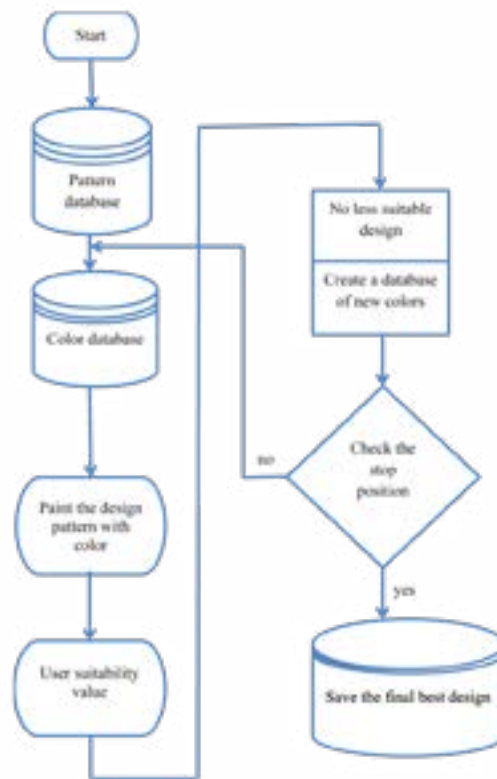 Start
Pattern
database
Color database
Paint the design
pattern with
color
User suitability
value
No less suitable
design
Create a database
of new colors
Check the
stop
position
no
yes
Save the final best design